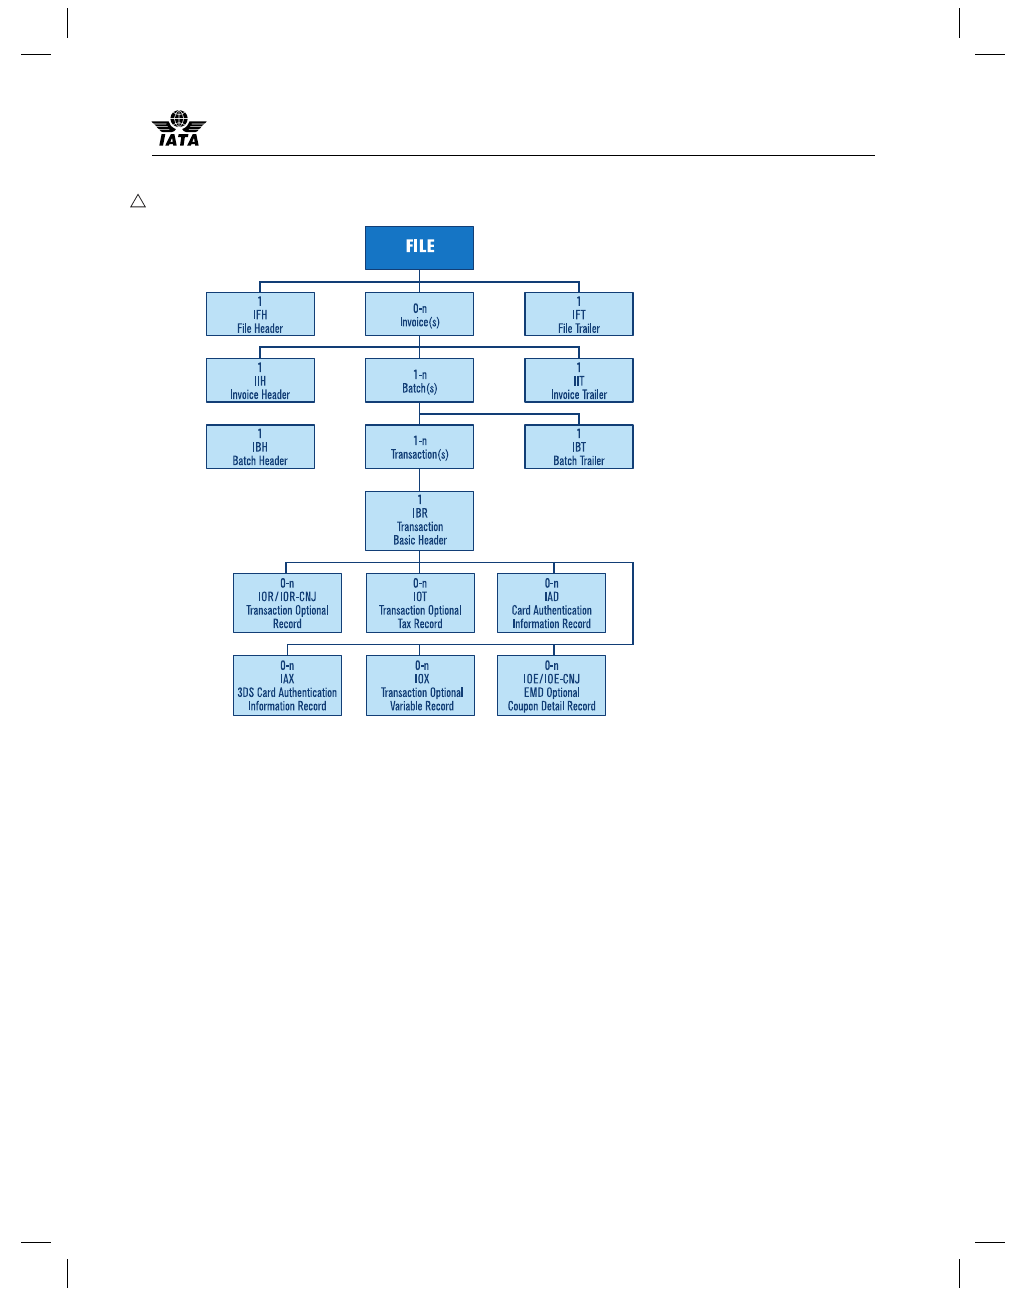 IATA
FILE
1
IFH
File Header
0-n
Invoice(s)
1
IFT
File Trailer
1
IIH
Invoice Header
1-n
Batch(s)
1
IIT
Invoice Trailer
1
IBH
Batch Header
1-n
Transaction(s)
1
IBT
Batch Trailer
1
IBR
Transaction
Basic Header
0-n
IOR/IOR-CNJ
Transaction Optional
Record
0-n
IOT
Transaction Optional
Tax Record
0-n
IAD
Card Authentication
Information Record
0-n
IAX
3DS Card Authentication
Information Record
0-n
IOX
Transaction Optional
Variable Record
0-n
IOE/IOE-CNJ
EMD Optional
Coupon Detail Record